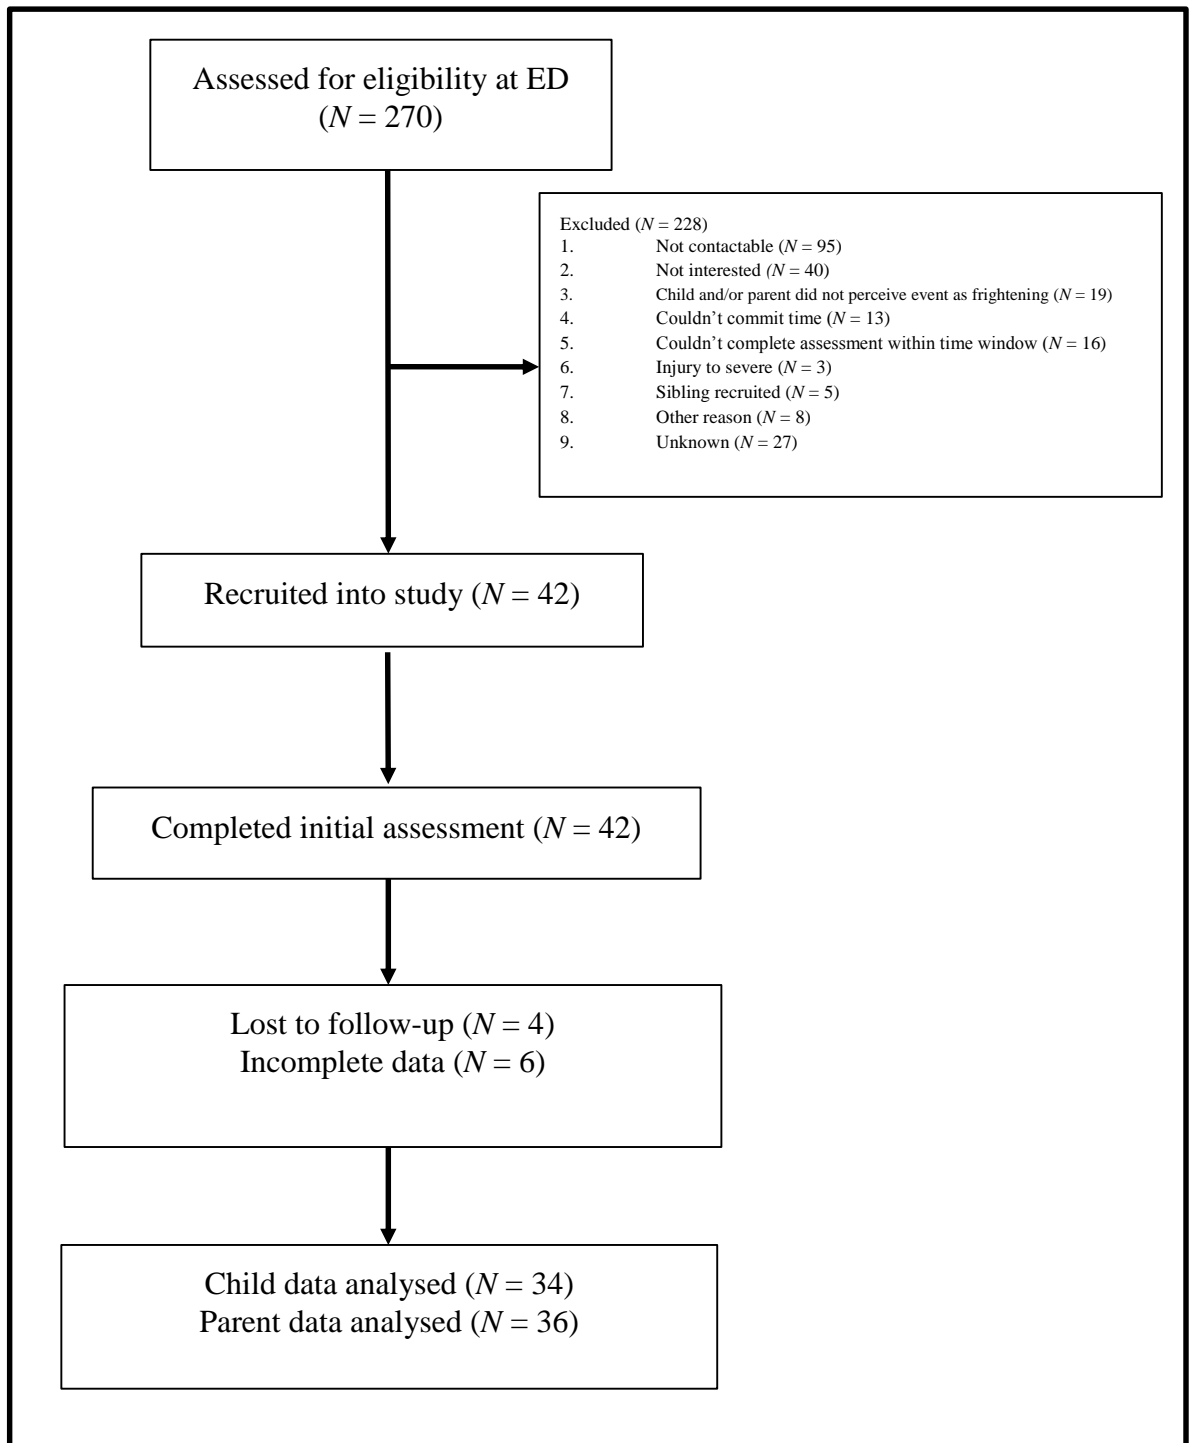 Assessed for eligibility at ED
(N = 270)
Excluded (N = 228)
1. Not contactable (N = 95)
2. Not interested (N = 40)
3. Child and/or parent did not perceive event as frightening (N = 19)
4. Couldn’t commit time (N = 13)
5. Couldn’t complete assessment within time window (N = 16)
6. Injury to severe (N = 3)
7. Sibling recruited (N = 5)
8. Other reason (N = 8)
9. Unknown (N = 27)
Recruited into study (N = 42)
Completed initial assessment (N = 42)
Lost to follow-up (N = 4)
Incomplete data (N = 6)
Child data analysed (N = 34)
Parent data analysed (N = 36)